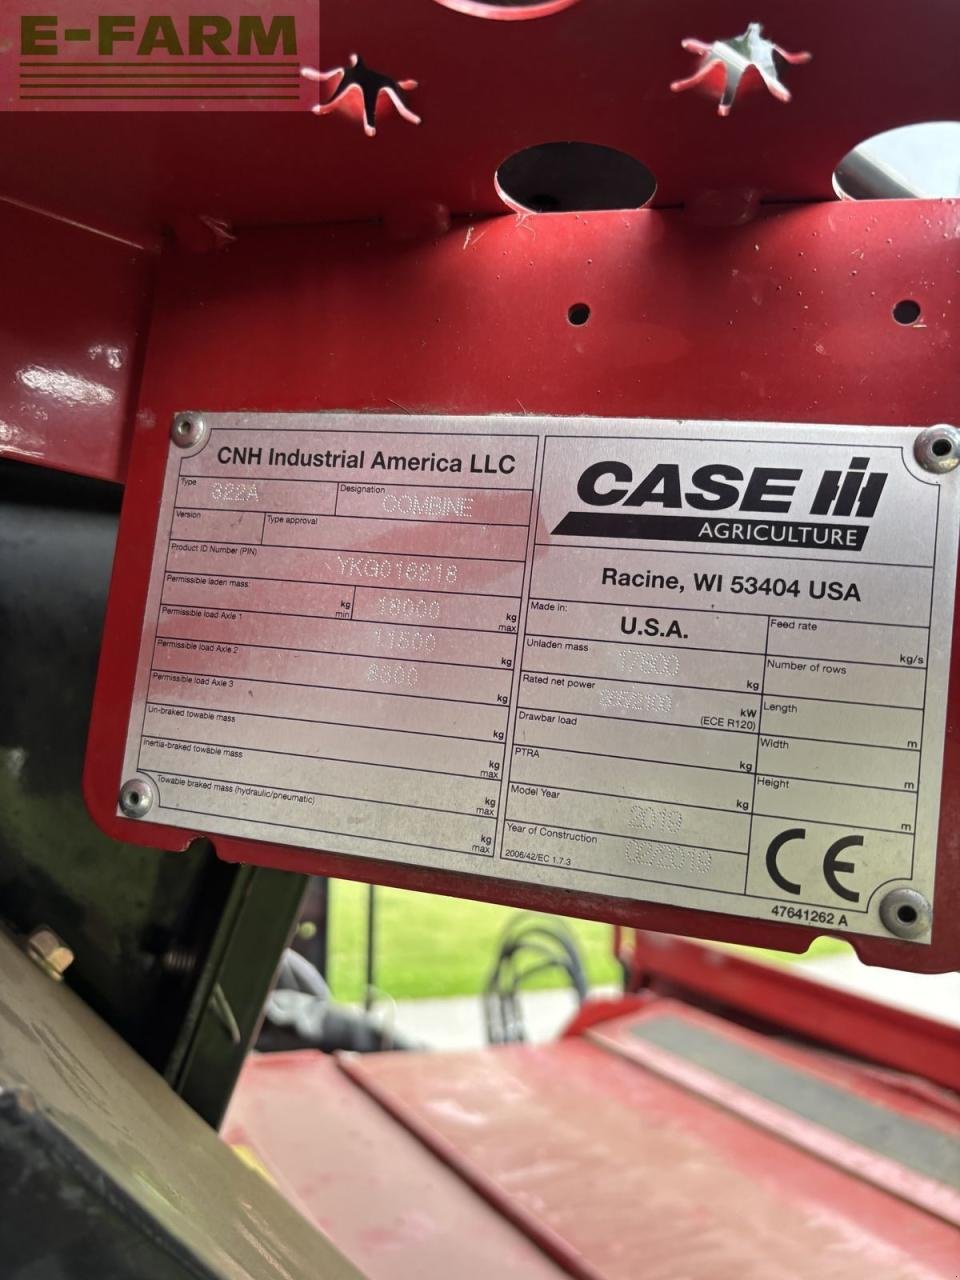 E-FARM
CNH Industrial America LLC
Type 322A Designation COMBINE
Version Type approval
Product ID Number (PIN) YKG016218
Permissible laden mass: kg min 18000 kg max
Permissible load Axle 1 11500 kg
Permissible load Axle 2 kg
Permissible load Axle 3 kg
Un-braked towable mass kg max
Inertia-braked towable mass kg max
Towable braked mass (hydraulic/pneumatic) kg max
CASE IH
AGRICULTURE
Racine, WI 53404 USA
Made in: U.S.A. Feed rate kg/s
Unladen mass kg Number of rows
Rated net power kW (ECE R120) Length m
Drawbar load kg Width m
PTRA kg Height m
Model Year 2019
Year of Construction 02/2019
2006/42/EC 1.7.3
CE
47641262 A